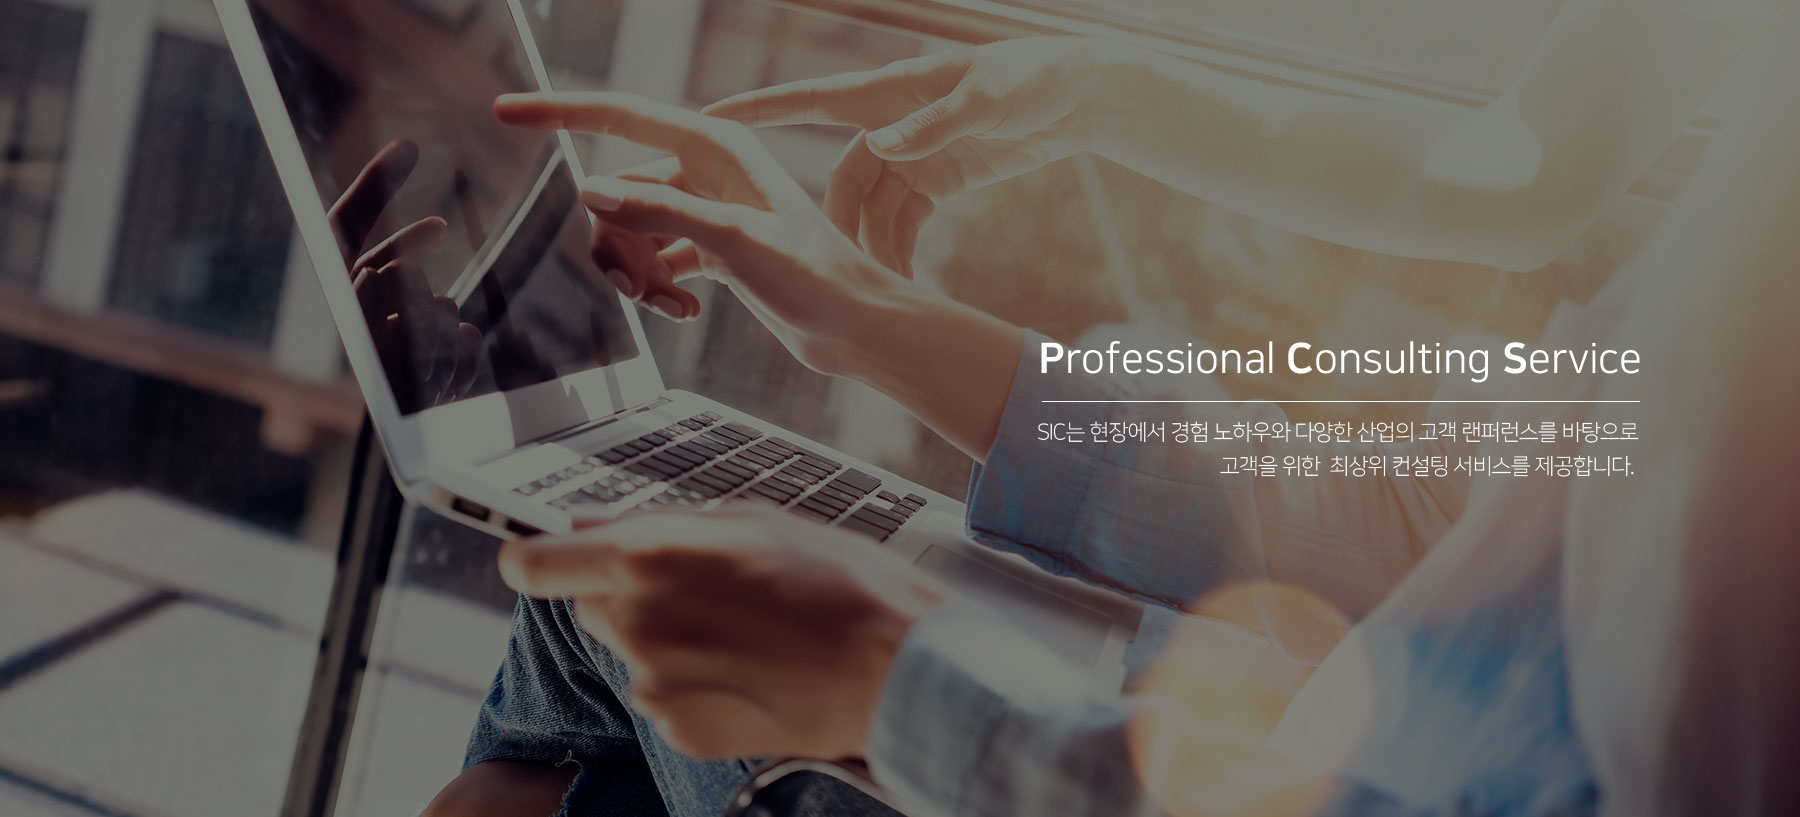 Professional Consulting Service
SIC는 현장에서 경험 노하우와 다양한 산업의 고객 랜퍼런스를 바탕으로
고객을 위한 최상위 컨설팅 서비스를 제공합니다.